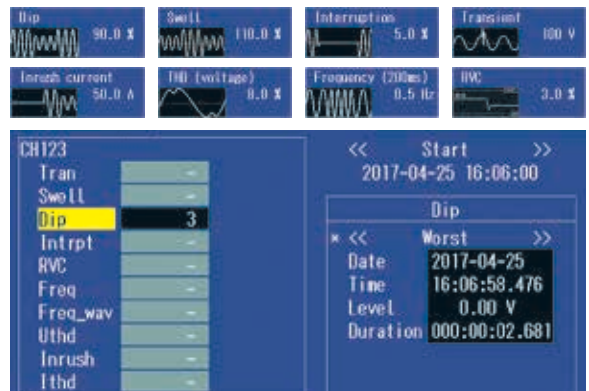 Dip
90.0 %
Swell
110.0 %
Interruption
5.0 %
Transient
100 V
Inrush current
50.0 A
THD (voltage)
8.0 %
Frequency (200ms)
0.5 Hz
RVC
3.0 %
CH123
Tran -
Swell -
Dip 3
Intrpt -
RVC -
Freq -
Freq_wav -
Uthd -
Inrush -
Ithd -
<< Start >>
2017-04-25 16:06:00
Dip
* << Worst >>
Date 2017-04-25
Time 16:06:58.476
Level 0.00 V
Duration 000:00:02.681